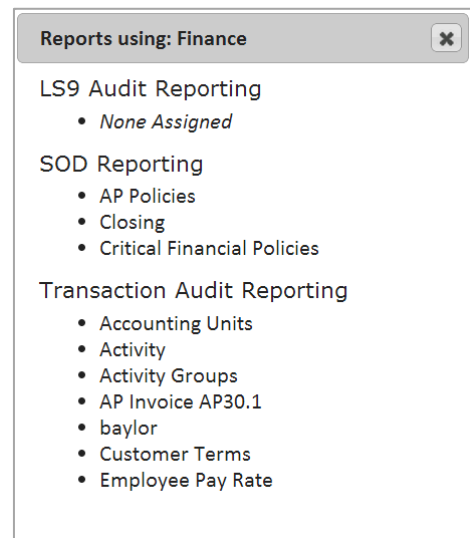 Reports using: Finance
LS9 Audit Reporting
None Assigned
SOD Reporting
AP Policies
Closing
Critical Financial Policies
Transaction Audit Reporting
Accounting Units
Activity
Activity Groups
AP Invoice AP30.1
baylor
Customer Terms
Employee Pay Rate